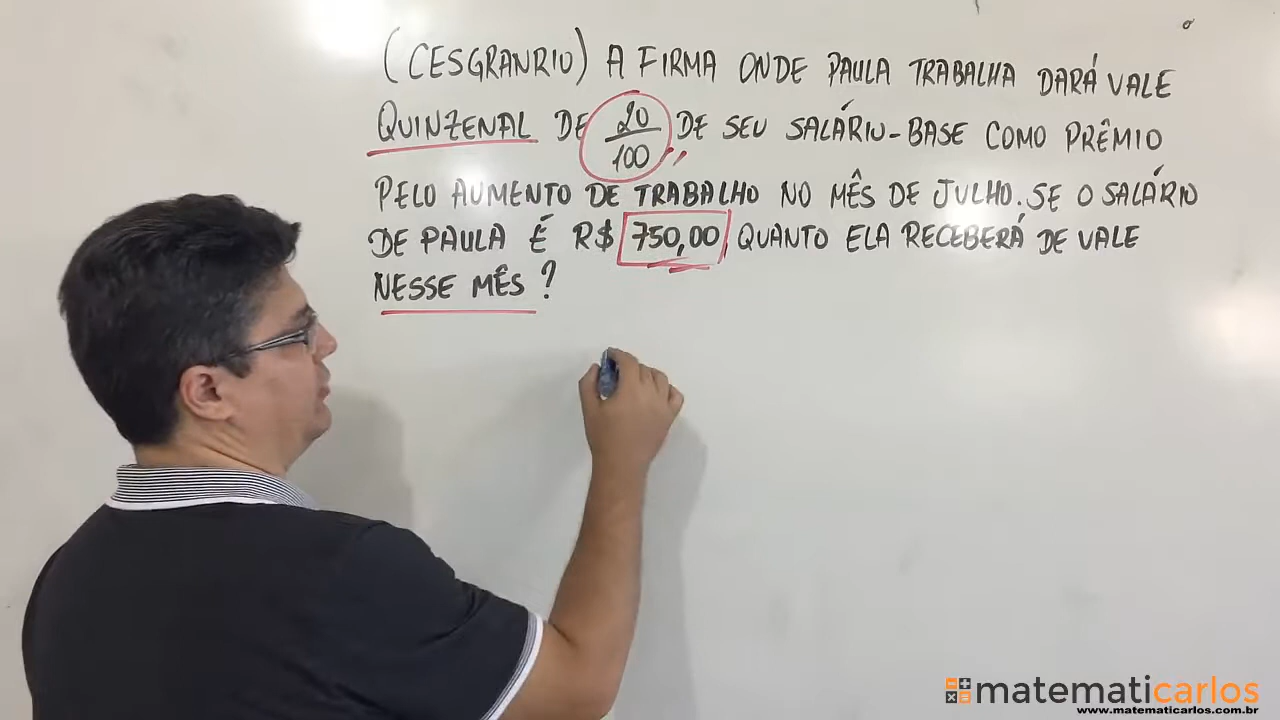 (CESGRANRIO) A FIRMA ONDE PAULA TRABALHA DARÁ VALE
QUINZENAL DE 20/100 DE SEU SALÁRIO-BASE COMO PRÊMIO
PELO AUMENTO DE TRABALHO NO MÊS DE JULHO. SE O SALÁRIO
DE PAULA É R$ 750,00, QUANTO ELA RECEBERÁ DE VALE
NESSE MÊS?
matematicarlos
www.matematicarlos.com.br